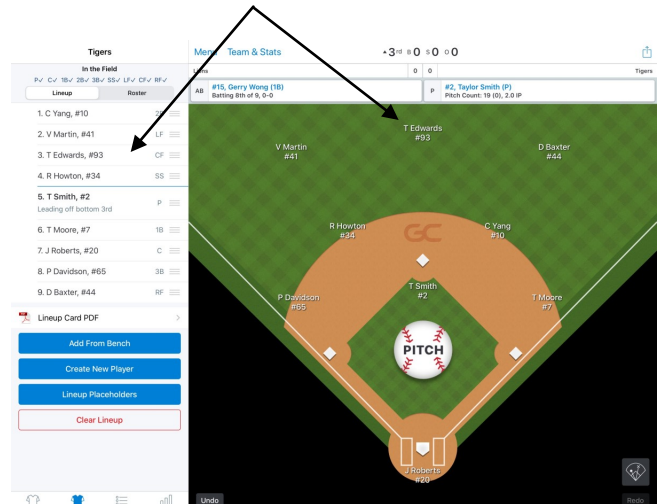 Tigers
In the Field
P✓ C✓ 1B✓ 2B✓ 3B✓ SS✓ LF✓ CF✓ RF✓
Lineup Roster
1. C Yang, #10
2. V Martin, #41 LF
3. T Edwards, #93 CF
4. R Howton, #34 SS
5. T Smith, #2 P
Leading off bottom 3rd
6. T Moore, #7 1B
7. J Roberts, #20 C
8. P Davidson, #65 3B
9. D Baxter, #44 RF
Lineup Card PDF
Add From Bench
Create New Player
Lineup Placeholders
Clear Lineup
Menu Team & Stats
3rd B 0 S 0 O 0
Lions 0 0 Tigers
AB #15, Gerry Wong (1B)
Batting 8th of 9, 0-0
P #2, Taylor Smith (P)
Pitch Count: 19 (0), 2.0 IP
T Edwards
#93
V Martin
#41
D Baxter
#44
R Howton
#34
GC
C Yang
#10
T Smith
#2
P Davidson
#65
T Moore
#7
PITCH
J Roberts
#20
Undo
Redo